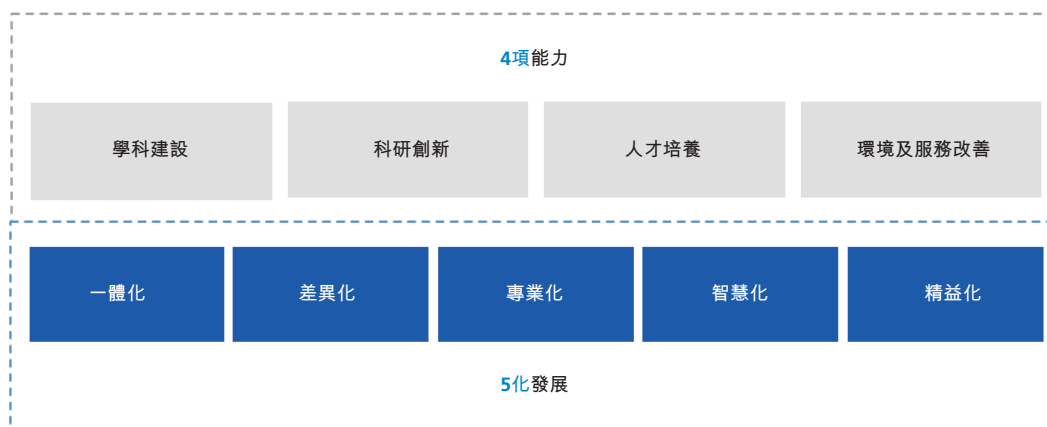 4項能力
學科建設
科研創新
人才培養
環境及服務改善
一體化
差異化
專業化
智慧化
精益化
5化發展